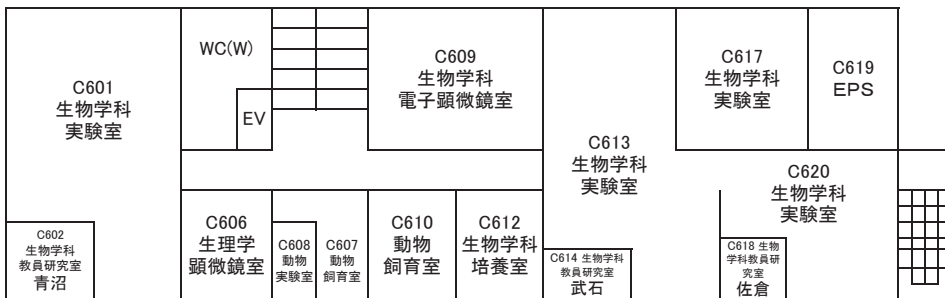 C601
生物学科
実験室
WC(W)
EV
C609
生物学科
電子顕微鏡室
C613
生物学科
実験室
C617
生物学科
実験室
C619
EPS
C620
生物学科
実験室
C602
生物学科
教員研究室
青沼
C606
生理学
顕微鏡室
C608
動物
実験室
C607
動物
飼育室
C610
動物
飼育室
C612
生物学科
培養室
C614 生物学科
教員研究室
武石
C618 生物
学科教員研
究室
佐倉